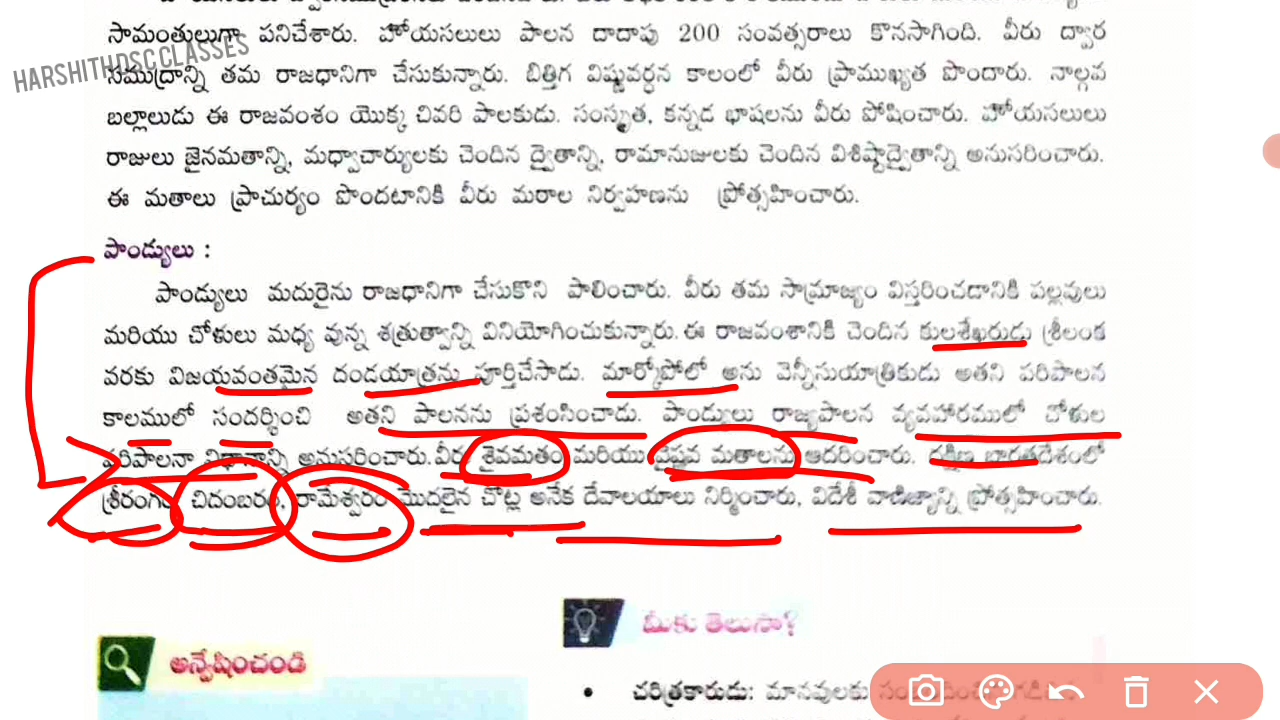 సామంతులుగా పనిచేశారు. హోయసలులు పాలన దాదాపు 200 సంవత్సరాలు కొనసాగింది. వీరు ద్వార
HARSHITH DSC CLASSES
సముద్రాన్ని తమ రాజధానిగా చేసుకున్నారు. బిత్తిగ విష్ణువర్ధన కాలంలో వీరు ప్రాముఖ్యత పొందారు. నాల్గవ
బల్లాలుడు ఈ రాజవంశం యొక్క చివరి పాలకుడు. సంస్కృత, కన్నడ భాషలను వీరు పోషించారు. హోయసలులు
రాజులు జైనమతాన్ని, మధ్వాచార్యులకు చెందిన ద్వైతాన్ని, రామానుజులకు చెందిన విశిష్టాద్వైతాన్ని అనుసరించారు.
ఈ మతాలు ప్రాచుర్యం పొందటానికి వీరు మఠాల నిర్వహణను ప్రోత్సహించారు.
పాండ్యులు :
పాండ్యులు మదురైను రాజధానిగా చేసుకొని పాలించారు. వీరు తమ సామ్రాజ్యం విస్తరించడానికి పల్లవులు
మరియు చోళులు మధ్య వున్న శత్రుత్వాన్ని వినియోగించుకున్నారు. ఈ రాజవంశానికి చెందిన కులశేఖరుడు శ్రీలంక
వరకు విజయవంతమైన దండయాత్రను పూర్తిచేసాడు. మార్కోపోలో అను వెన్నీసుయాత్రికుడు అతని పరిపాలన
కాలములో సందర్శించి అతని పాలనను ప్రశంసించాడు. పాండ్యులు రాజ్యపాలన వ్యవహారములో చోళుల
పరిపాలనా విధానాన్ని అనుసరించారు. వీరు శైవమతం మరియు వైష్ణవ మతాలను ఆదరించారు. దక్షిణ భారతదేశంలో
శ్రీరంగం, చిదంబరం, రామేశ్వరం మొదలైన చోట్ల అనేక దేవాలయాలు నిర్మించారు, విదేశీ వాణిజ్యాన్ని ప్రోత్సహించారు.
మీకు తెలుసా?
అన్వేషించండి
• చరిత్రకారుడు: మానవులకు